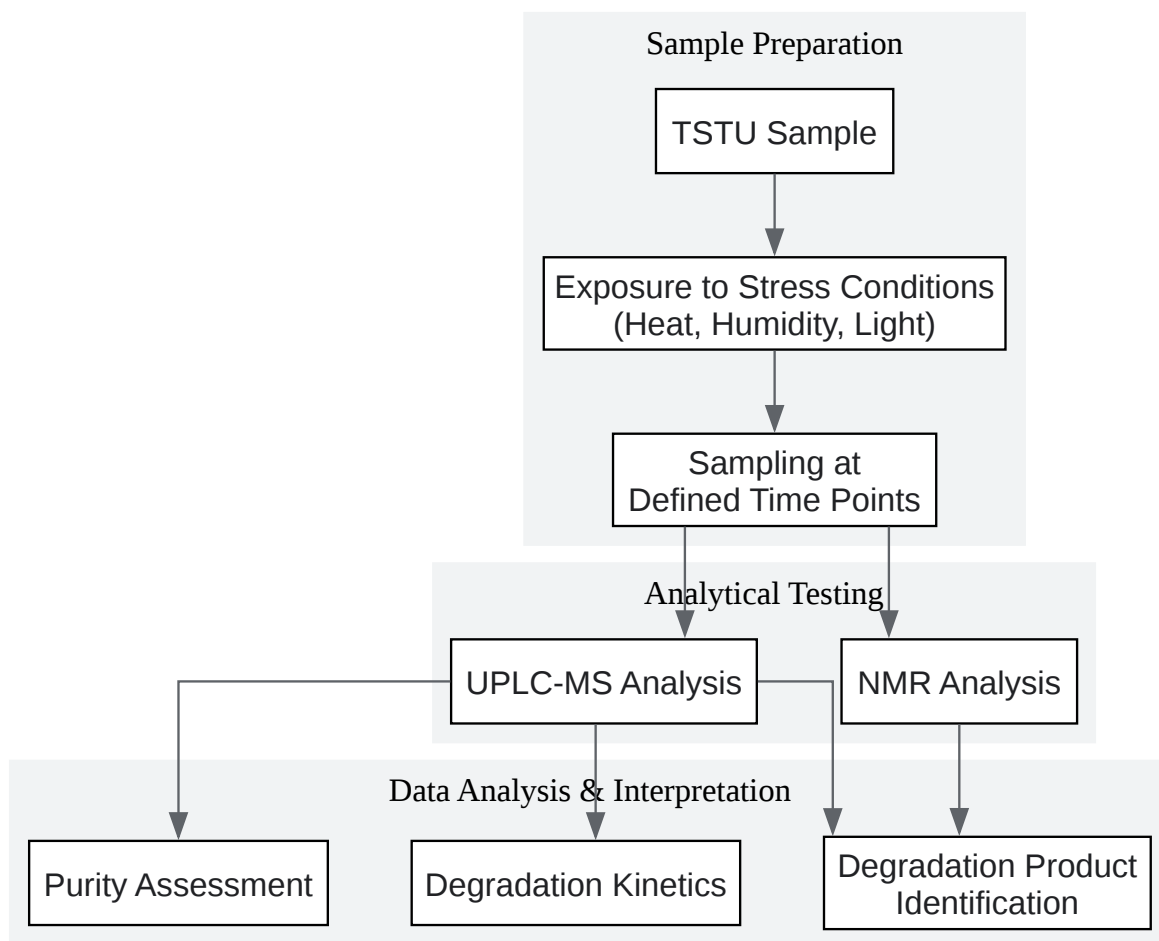 Sample Preparation
TSTU Sample
Exposure to Stress Conditions
(Heat, Humidity, Light)
Sampling at
Defined Time Points
Analytical Testing
UPLC-MS Analysis
NMR Analysis
Data Analysis & Interpretation
Purity Assessment
Degradation Kinetics
Degradation Product
Identification